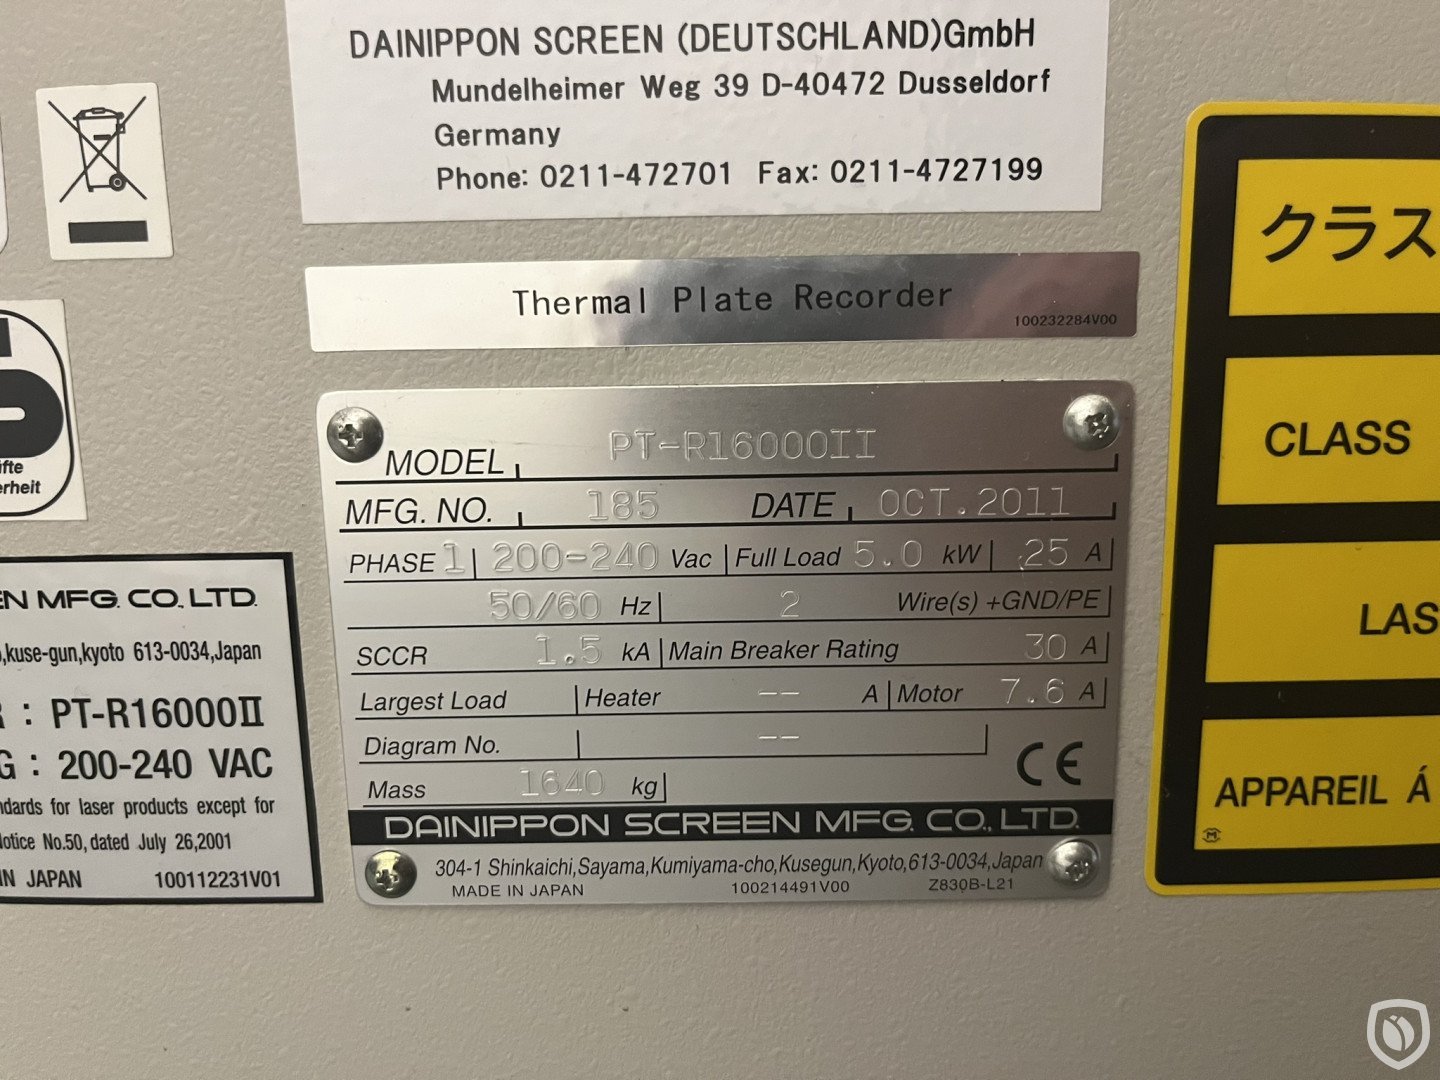 DAINIPPON SCREEN (DEUTSCHLAND)GmbH
Mundelheimer Weg 39 D-40472 Dusseldorf
Germany
Phone: 0211-472701 Fax: 0211-4727199
Thermal Plate Recorder
100232284V00
MODEL PT-R16000II
MFG. NO. 185 DATE OCT.2011
PHASE 1 200-240 Vac Full Load 5.0 kW 25 A
50/60 Hz 2 Wire(s) +GND/PE
SCCR 1.5 kA Main Breaker Rating 30 A
Largest Load Heater -- A Motor 7.6 A
Diagram No. --
Mass 1640 kg
CE
DAINIPPON SCREEN MFG. CO., LTD.
304-1 Shinkaichi,Sayama,Kumiyama-cho,Kusegun,Kyoto,613-0034,Japan
MADE IN JAPAN 100214491V00 Z830B-L21
üfte
erheit
EN MFG. CO., LTD.
,kuse-gun,kyoto 613-0034,Japan
R : PT-R16000II
G : 200-240 VAC
ndards for laser products except for
Notice No.50, dated July 26,2001
IN JAPAN 100112231V01
クラス
CLASS
LAS
APPAREIL Á